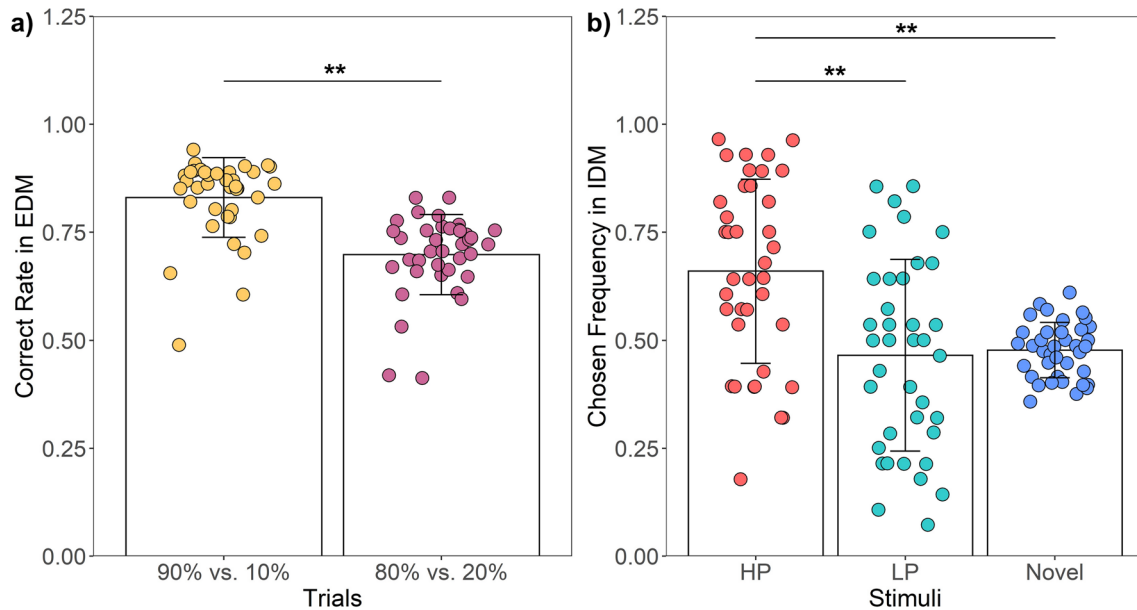 a)
Correct Rate in EDM
1.25
1.00
0.75
0.50
0.25
0.00
**
90% vs. 10%
80% vs. 20%
Trials
b)
Chosen Frequency in IDM
1.25
1.00
0.75
0.50
0.25
0.00
**
**
HP
LP
Novel
Stimuli